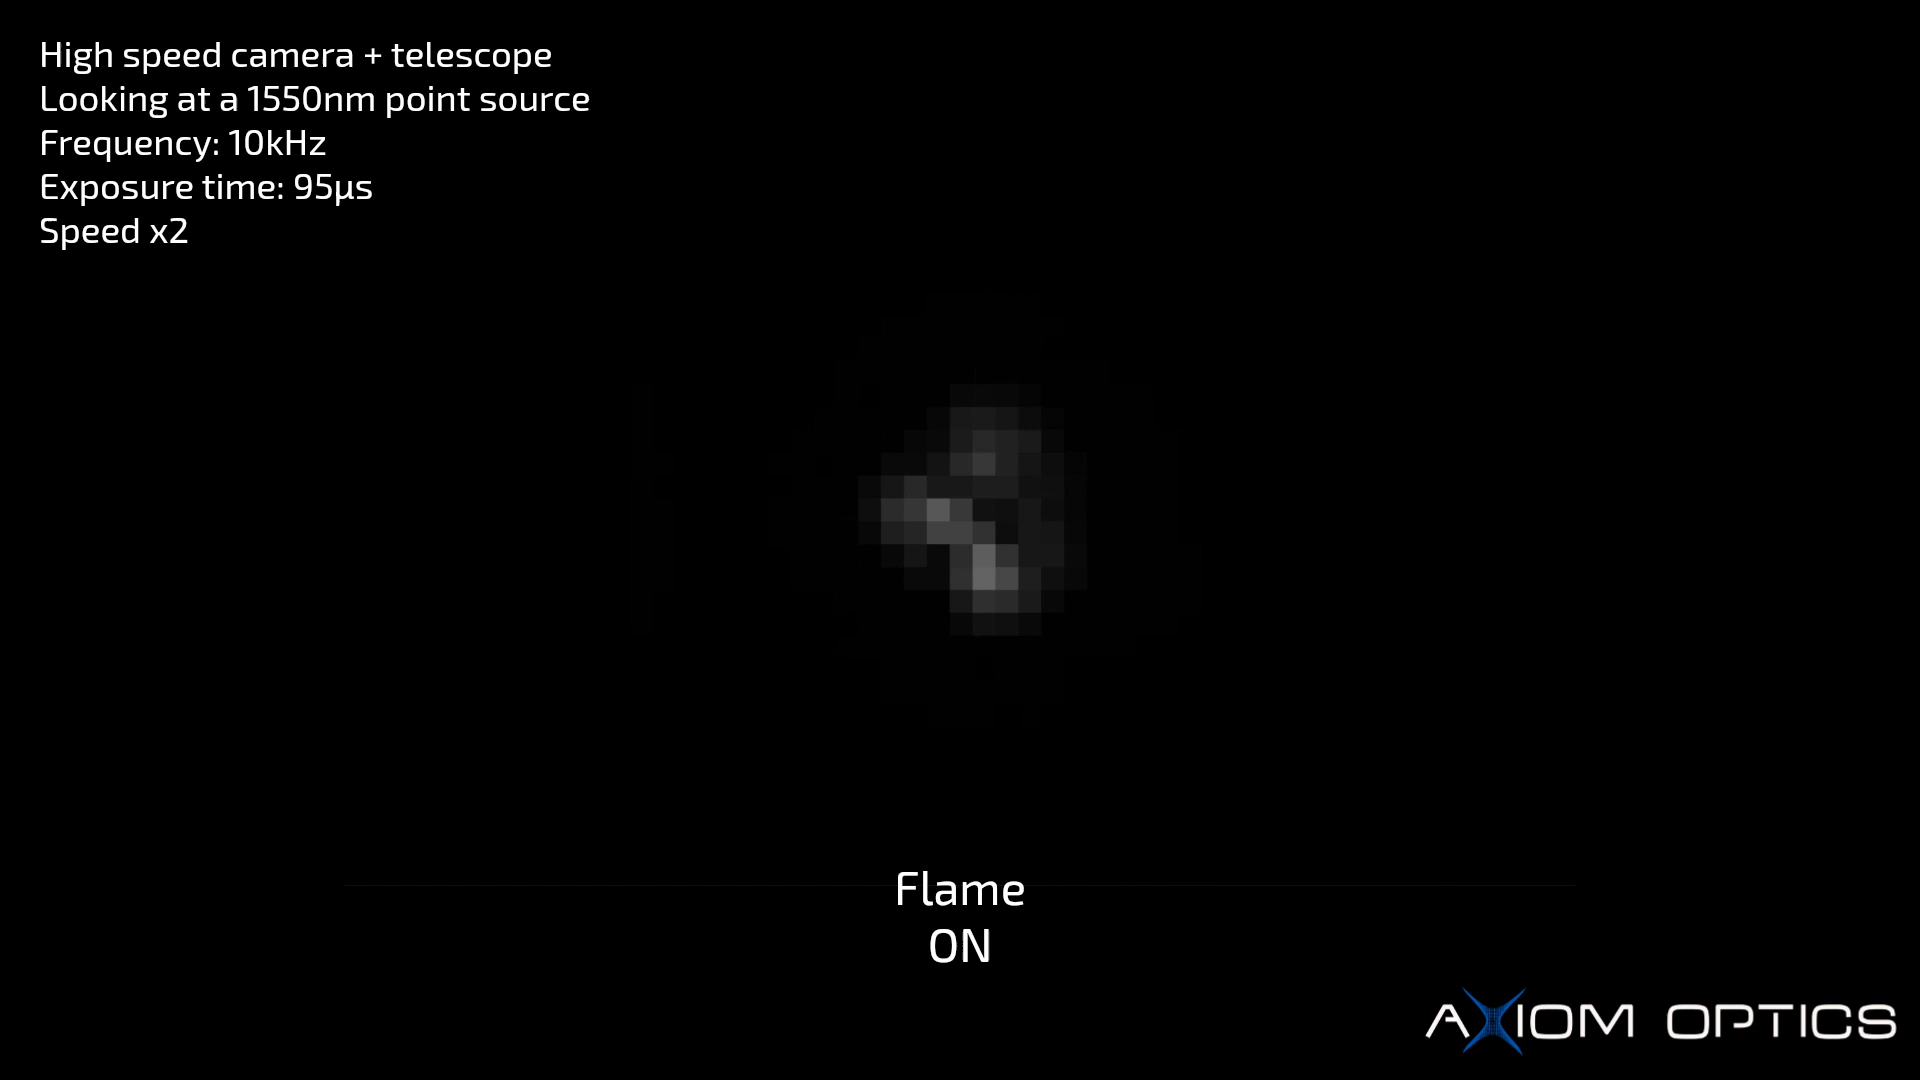 High speed camera + telescope
Looking at a 1550nm point source
Frequency: 10kHz
Exposure time: 95µs
Speed x2
Flame
ON
AXIOM OPTICS